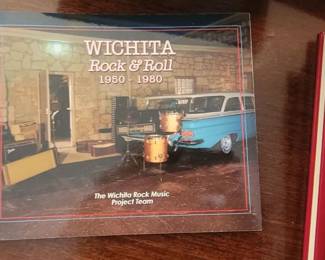 WICHITA
Rock & Roll
1950 - 1980
The Wichita Rock Music
Project Team